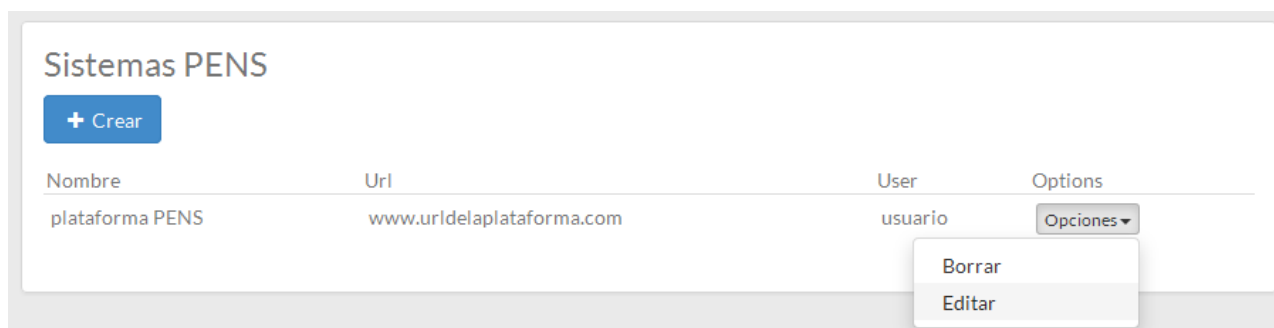 Sistemas PENS
+ Crear
Nombre Url User Options
plataforma PENS www.urldelaplataforma.com usuario Opciones
Borrar
Editar